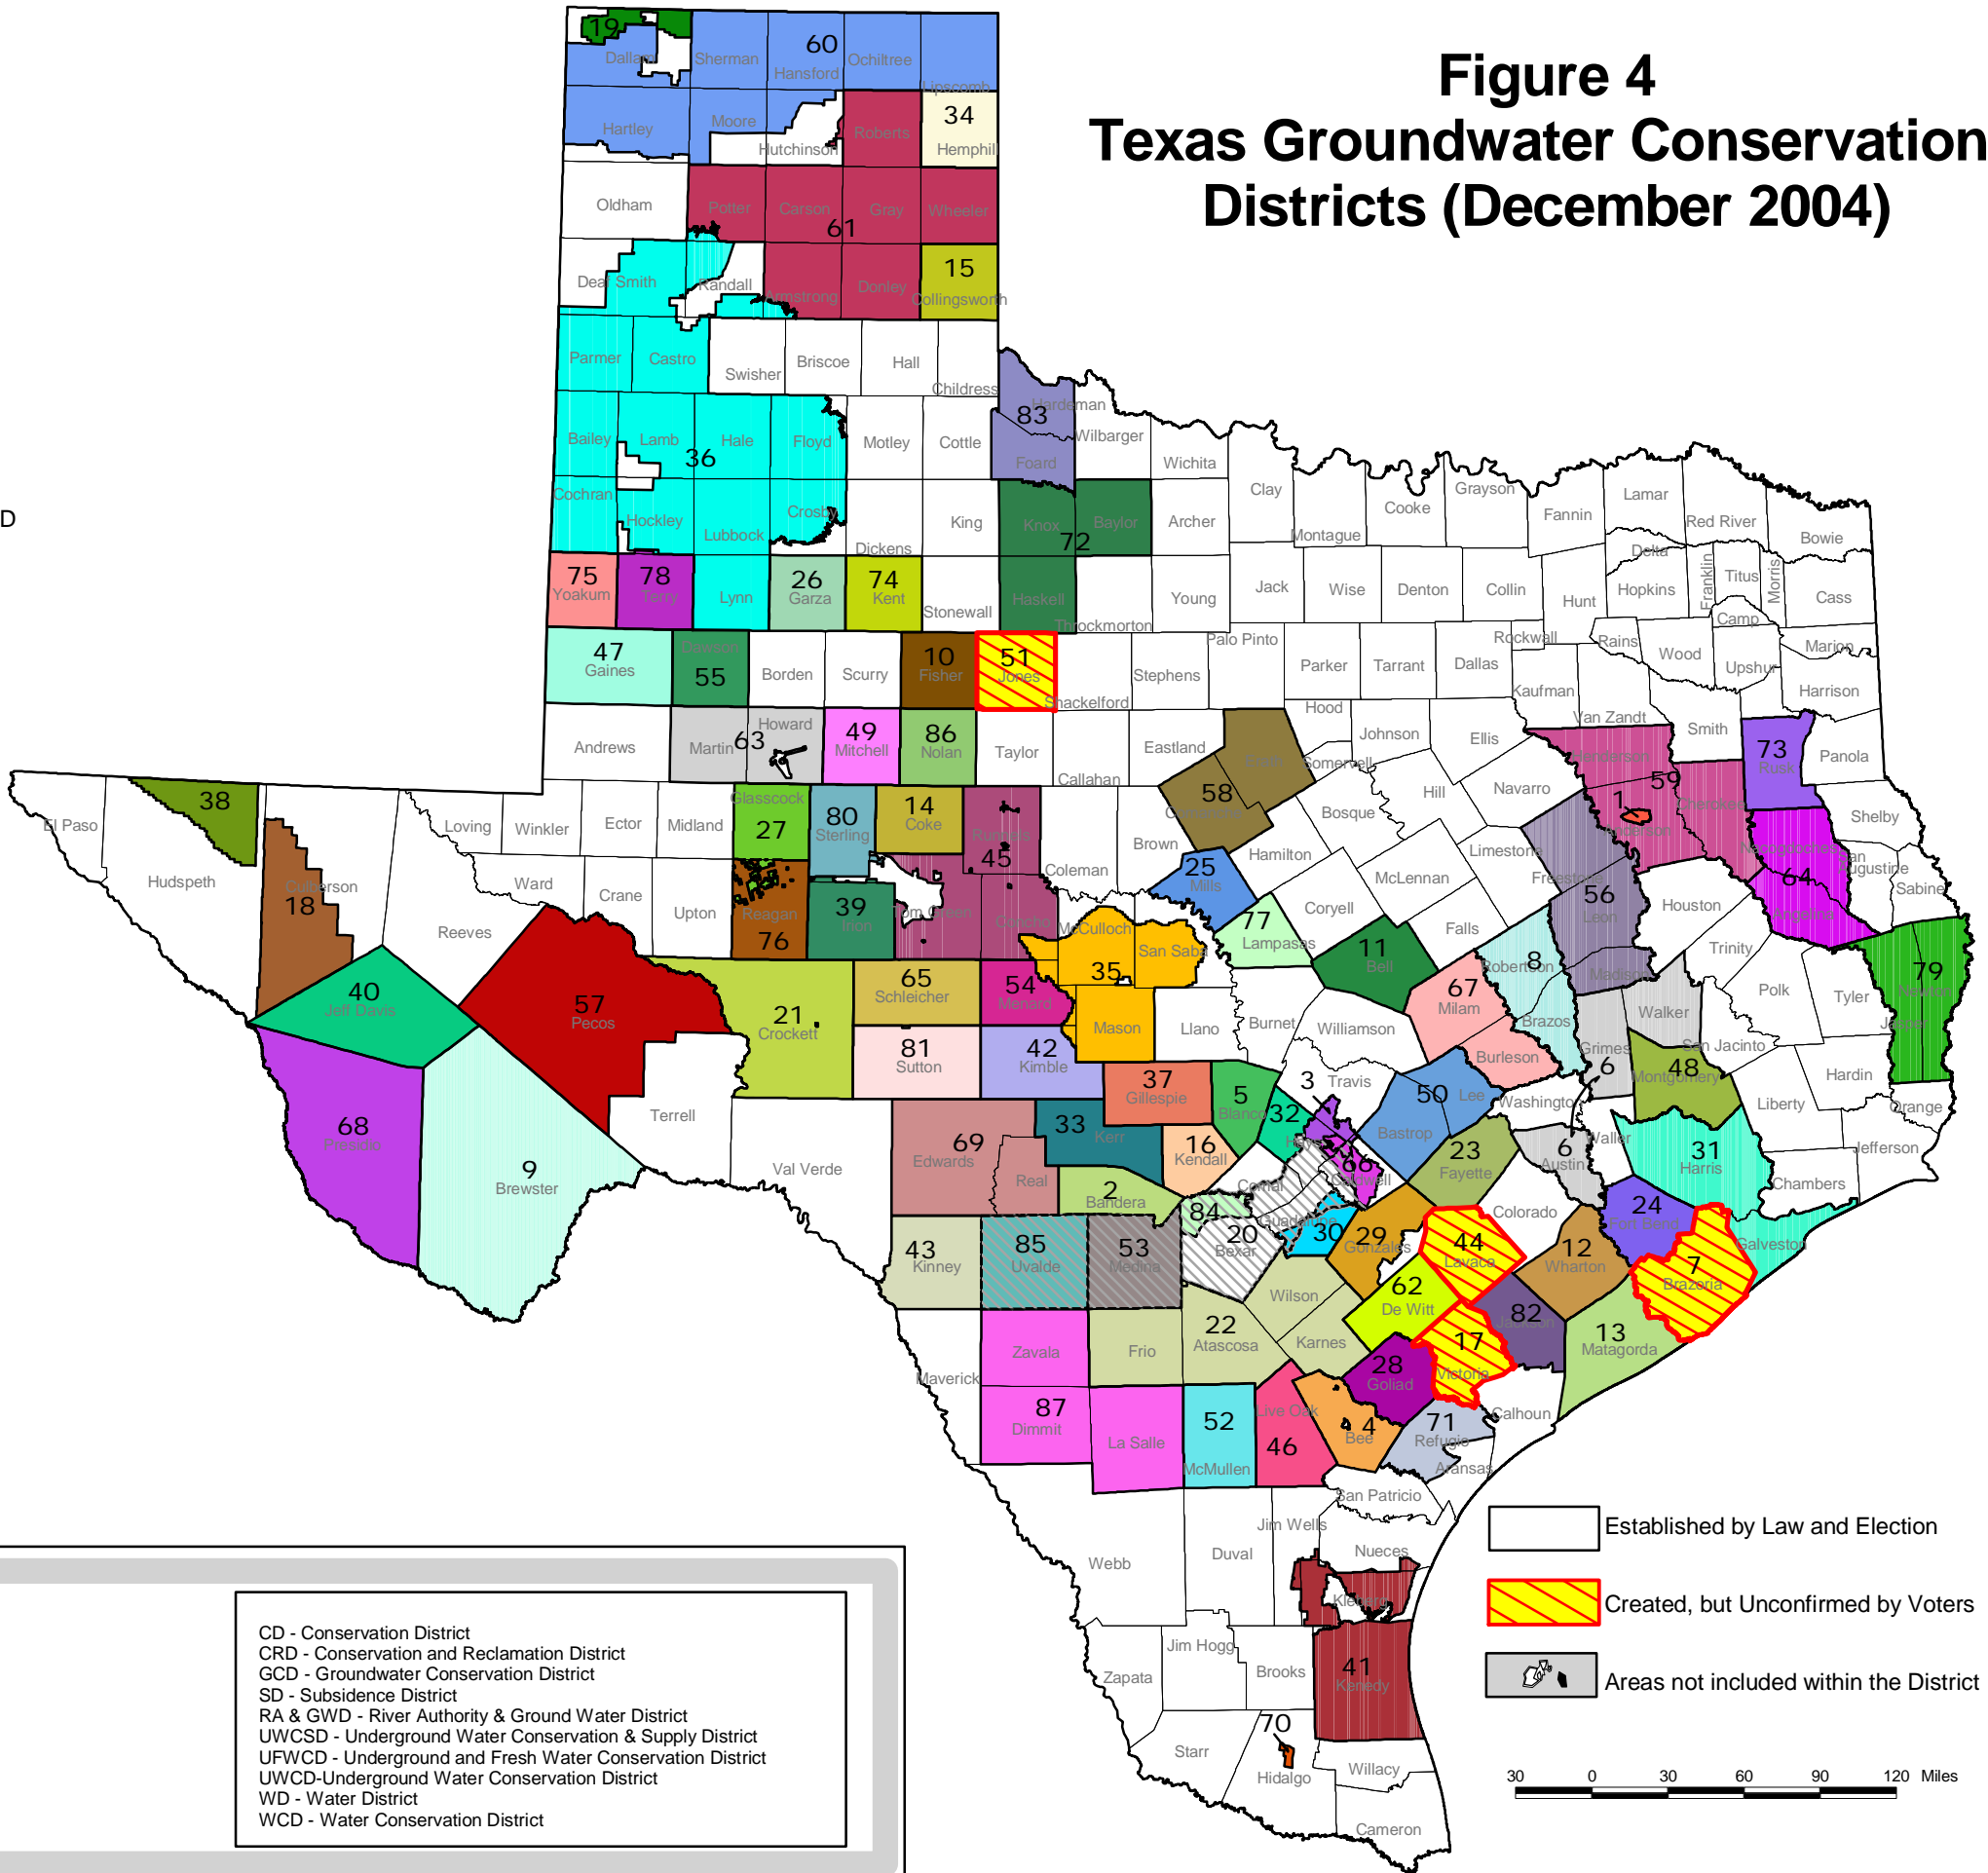 Figure 4
Texas Groundwater Conservation
Districts (December 2004)
19
60
Dallam
Sherman
Hansford
Ochiltree
Lipscomb
34
Hartley
Moore
Hutchinson
Roberts
Hemphill
Oldham
Potter
Carson
Gray
Wheeler
61
15
Deaf Smith
Randall
Armstrong
Donley
Collingsworth
Parmer
Castro
Swisher
Briscoe
Hall
Childress
83
Hardeman
Wilbarger
Bailey
Lamb
Hale
Floyd
Motley
Cottle
36
Foard
Wichita
Cochran
Hockley
Lubbock
Crosby
Dickens
King
Knox
Baylor
Archer
72
Clay
Montague
Cooke
Grayson
Fannin
Lamar
Red River
Bowie
Delta
D
75
Yoakum
78
Terry
Lynn
26
Garza
74
Kent
Stonewall
Haskell
Throckmorton
Young
Jack
Wise
Denton
Collin
Hunt
Hopkins
Franklin
Titus
Morris
Cass
Camp
47
Gaines
Dawson
55
Borden
Scurry
10
Fisher
51
Jones
Shackelford
Stephens
Palo Pinto
Parker
Tarrant
Dallas
Rockwall
Rains
Wood
Upshur
Marion
Kaufman
Van Zandt
Harrison
Andrews
Martin
63
Howard
49
Mitchell
86
Nolan
Taylor
Callahan
Eastland
Erath
Hood
Somervell
Johnson
Ellis
Henderson
Smith
73
Rusk
Panola
38
El Paso
Hudspeth
18
Culberson
Reeves
Loving
Winkler
Ector
Midland
Glasscock
27
80
Sterling
14
Coke
Runnels
45
Coleman
Brown
58
Comanche
Bosque
Hill
Navarro
59
1
Anderson
Cherokee
Shelby
Ward
Crane
Upton
Reagan
76
39
Irion
Tom Green
Concho
McCulloch
25
Mills
Hamilton
McLennan
Limestone
Freestone
56
Leon
Houston
Nacogdoches
San
Augustine
Sabine
64
Angelina
40
Jeff Davis
57
Pecos
21
Crockett
65
Schleicher
54
Menard
35
San Saba
77
Lampasas
Coryell
11
Bell
Falls
8
Robertson
Madison
Trinity
Polk
Tyler
79
Newton
Jasper
81
Sutton
42
Kimble
Mason
Llano
Burnet
Williamson
67
Milam
Brazos
Burleson
Walker
Grimes
6
San Jacinto
48
Montgomery
Hardin
Liberty
Orange
Jefferson
68
Presidio
9
Brewster
Terrell
Val Verde
69
Edwards
Real
33
Kerr
37
Gillespie
5
Blanco
16
Kendall
32
Hays
3
Travis
50
Lee
Bastrop
Washington
23
Fayette
6
Austin
Waller
31
Harris
Chambers
2
Bandera
Comal
66
Caldwell
Guadalupe
84
20
Bexar
30
29
Gonzales
44
Lavaca
Colorado
24
Fort Bend
Galveston
43
Kinney
85
Uvalde
53
Medina
Wilson
62
De Witt
12
Wharton
7
Brazoria
82
Jackson
13
Matagorda
Maverick
Zavala
Frio
22
Atascosa
Karnes
28
Goliad
17
Victoria
Calhoun
87
Dimmit
La Salle
52
McMullen
Live Oak
46
4
Bee
71
Refugio
Aransas
San Patricio
Webb
Duval
Jim Wells
Nueces
Kleberg
Zapata
Jim Hogg
Brooks
41
Kenedy
70
Starr
Hidalgo
Willacy
Cameron
Established by Law and Election
Created, but Unconfirmed by Voters
Areas not included within the District
30 0 30 60 90 120 Miles
CD - Conservation District
CRD - Conservation and Reclamation District
GCD - Groundwater Conservation District
SD - Subsidence District
RA & GWD - River Authority & Ground Water District
UWCSD - Underground Water Conservation & Supply District
UFWCD - Underground and Fresh Water Conservation District
UWCD-Underground Water Conservation District
WD - Water District
WCD - Water Conservation District